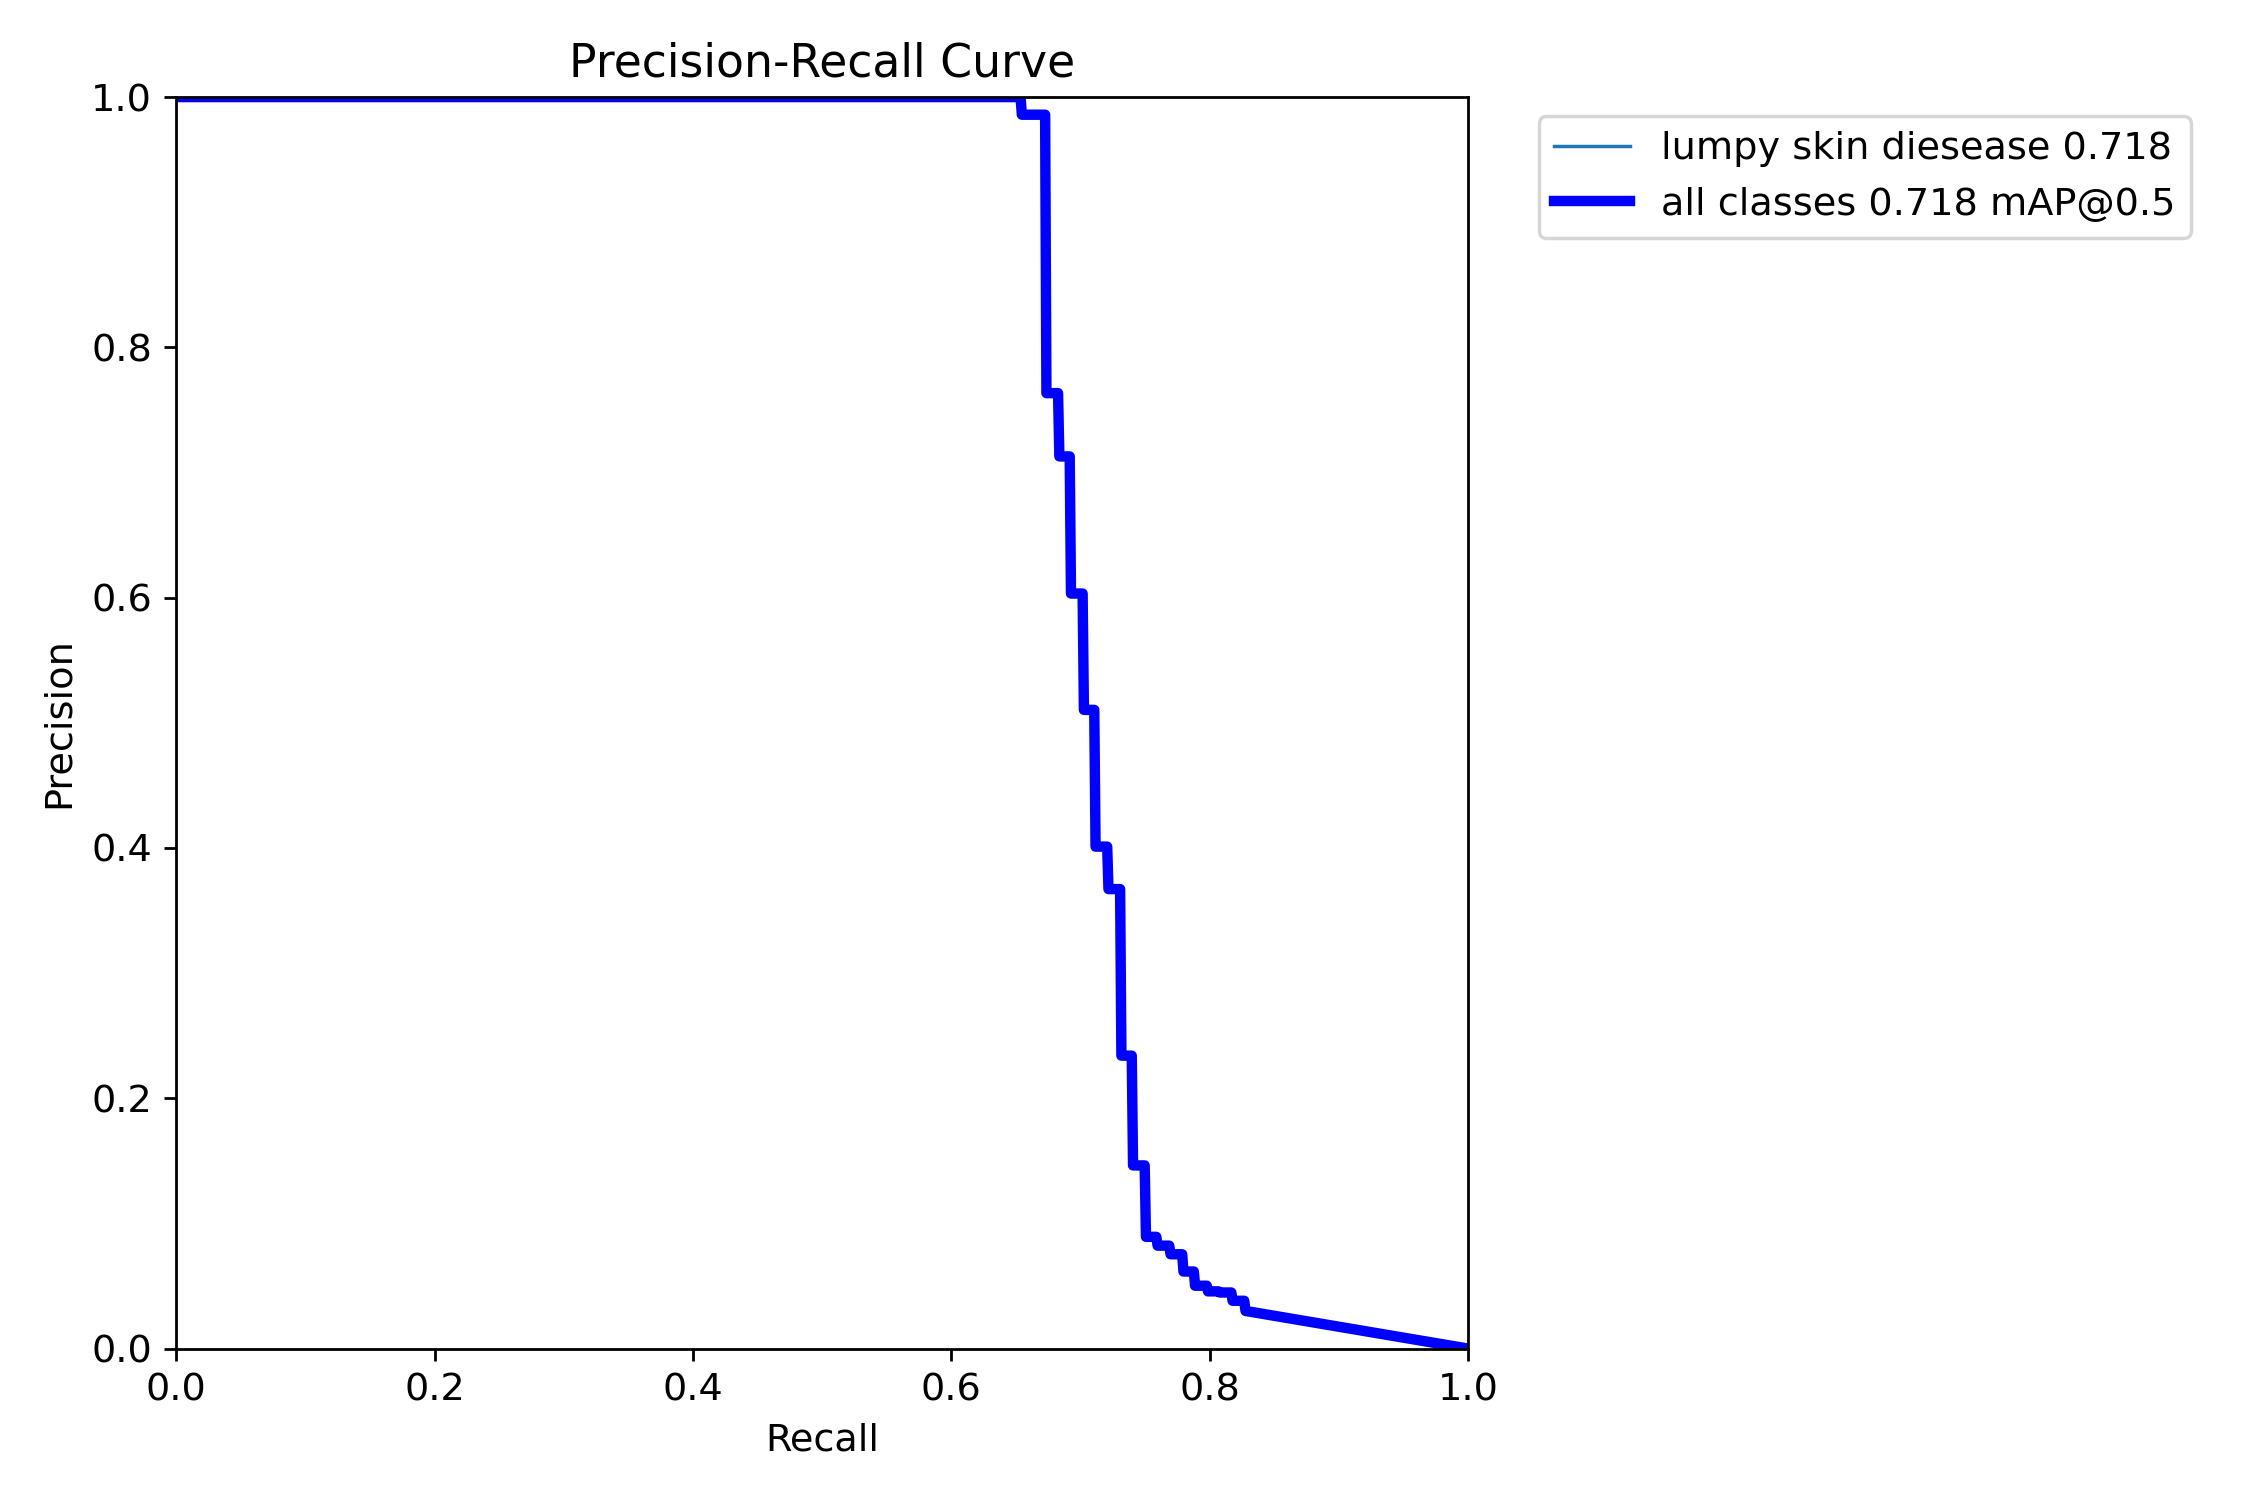 Precision-Recall Curve
1.0
0.8
0.6
0.4
0.2
0.0
Precision
0.0 0.2 0.4 0.6 0.8 1.0
Recall
lumpy skin diesease 0.718
all classes 0.718 mAP@0.5